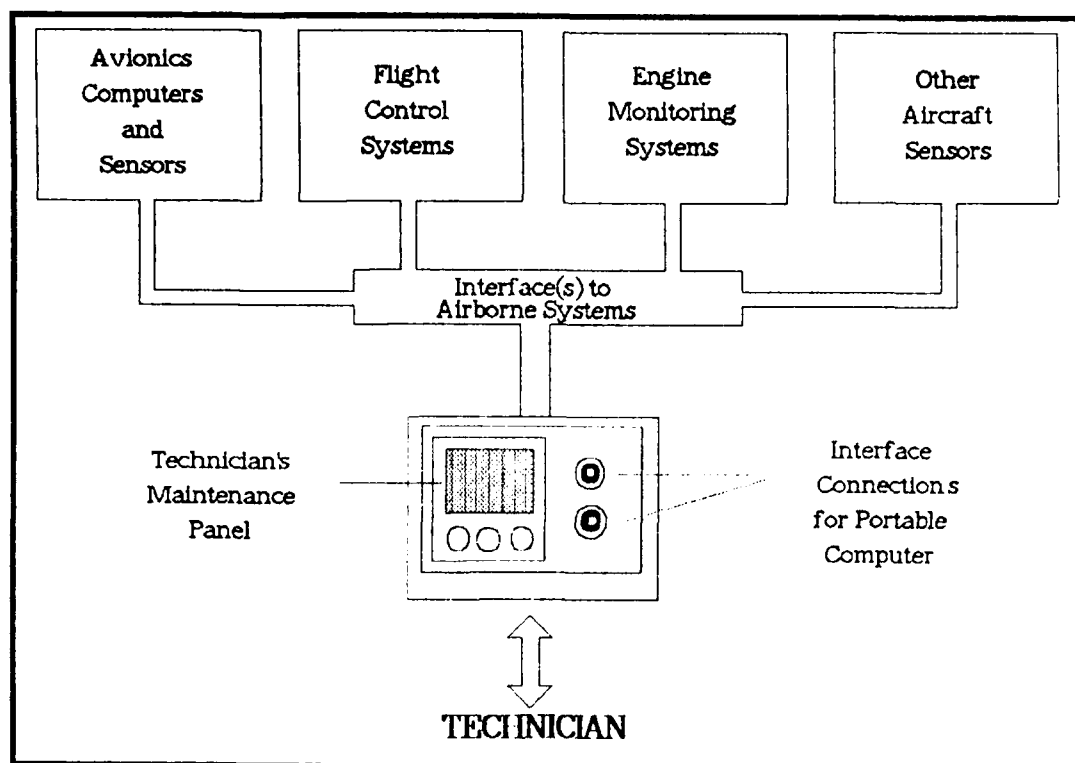 Avionics
Computers
and
Sensors
Flight
Control
Systems
Engine
Monitoring
Systems
Other
Aircraft
Sensors
Interface(s) to
Airborne Systems
Technician's
Maintenance
Panel
Interface
Connections
for Portable
Computer
TECHNICIAN